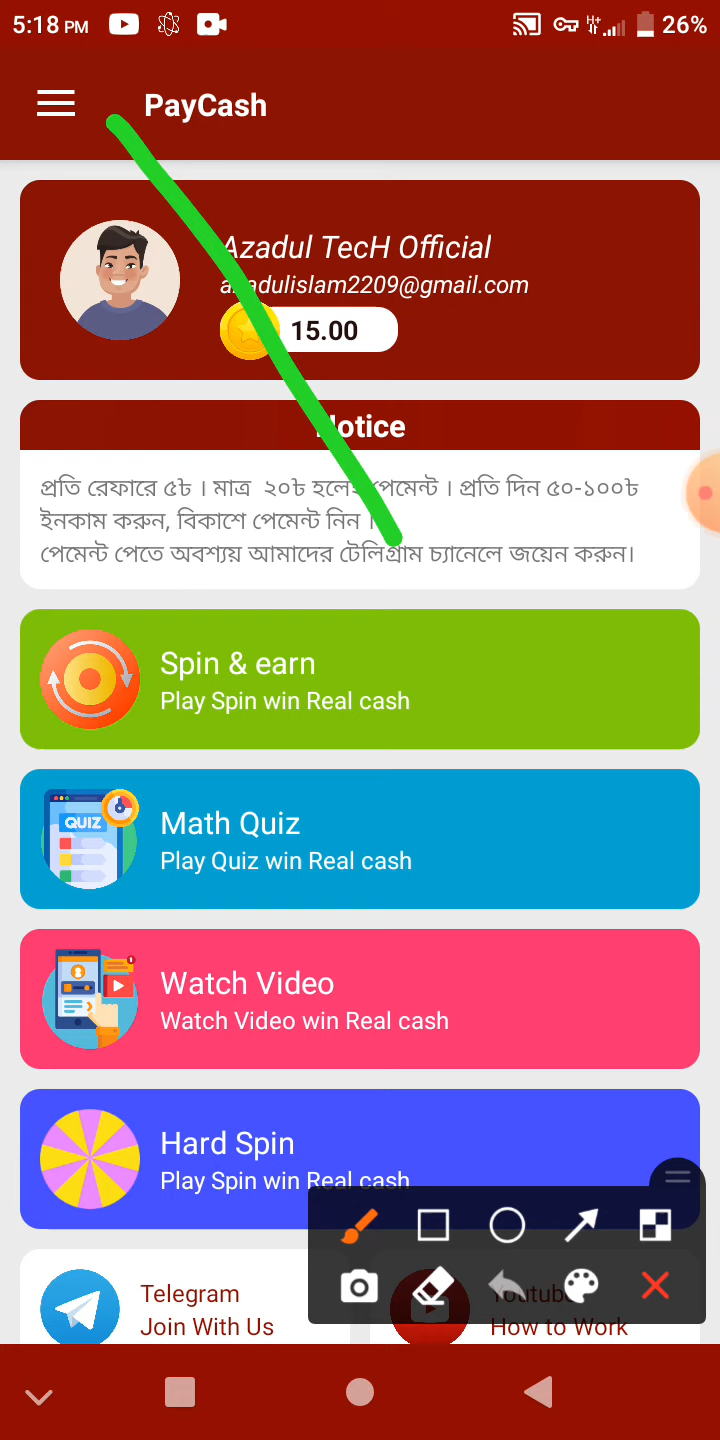 5:18 PM
H+
26%
PayCash
Azadul TecH Official
azadulislam2209@gmail.com
15.00
Notice
প্রতি রেফারে ৫৳ । মাত্র ২০৳ হলেই পেমেন্ট । প্রতি দিন ৫০-১০০৳
ইনকাম করুন, বিকাশে পেমেন্ট নিন ।
পেমেন্ট পেতে অবশ্যয় আমাদের টেলিগ্রাম চ্যানেলে জয়েন করুন।
Spin & earn
Play Spin win Real cash
QUIZ
Math Quiz
Play Quiz win Real cash
Watch Video
Watch Video win Real cash
Hard Spin
Play Spin win Real cash
Telegram
Join With Us
Youtube
How to Work